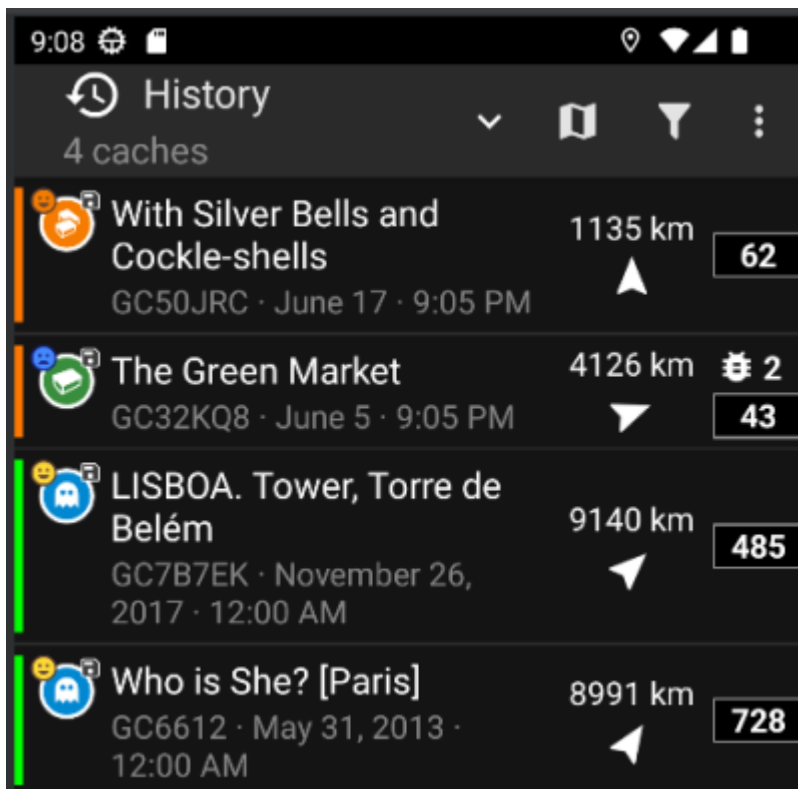 9:08
History
4 caches
With Silver Bells and
Cockle-shells
GC50JRC · June 17 · 9:05 PM
1135 km
62
The Green Market
GC32KQ8 · June 5 · 9:05 PM
4126 km
2
43
LISBOA. Tower, Torre de
Belém
GC7B7EK · November 26,
2017 · 12:00 AM
9140 km
485
Who is She? [Paris]
GC6612 · May 31, 2013 ·
12:00 AM
8991 km
728